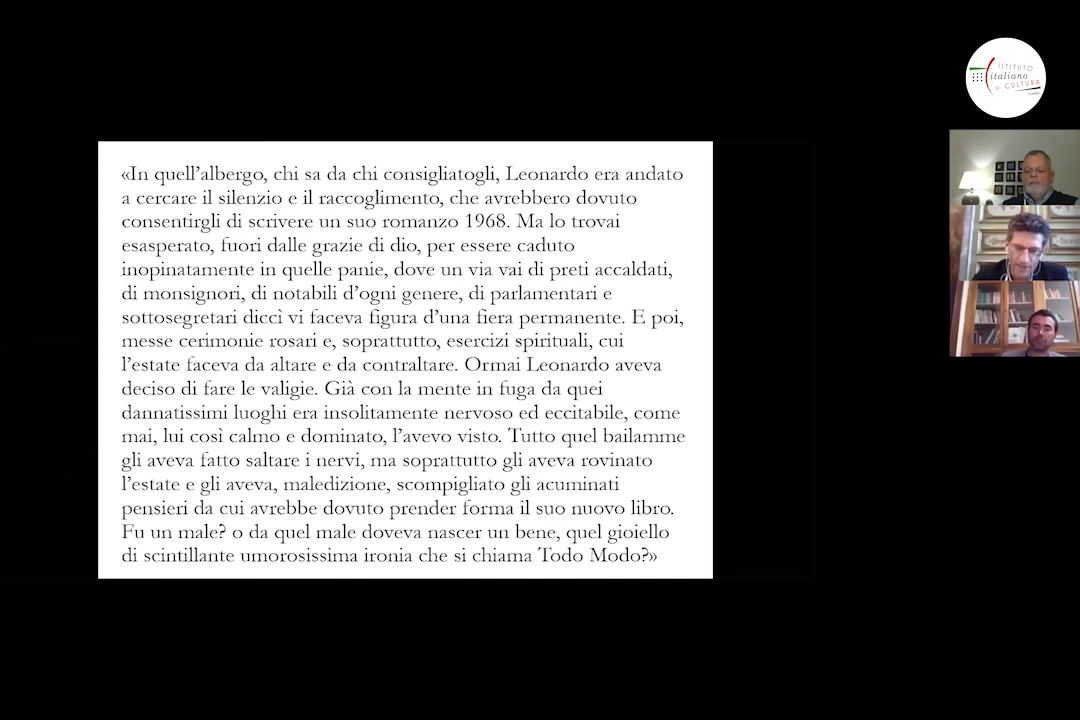 «In quell’albergo, chi sa da chi consigliatogli, Leonardo era andato
a cercare il silenzio e il raccoglimento, che avrebbero dovuto
consentirgli di scrivere un suo romanzo 1968. Ma lo trovai
esasperato, fuori dalle grazie di dio, per essere caduto
inopinatamente in quelle panie, dove un via vai di preti accaldati,
di monsignori, di notabili d’ogni genere, di parlamentari e
sottosegretari diccì vi faceva figura d’una fiera permanente. E poi,
messe cerimonie rosari e, soprattutto, esercizi spirituali, cui
l’estate faceva da altare e da contraltare. Ormai Leonardo aveva
deciso di fare le valigie. Già con la mente in fuga da quei
dannatissimi luoghi era insolitamente nervoso ed eccitabile, come
mai, lui così calmo e dominato, l’avevo visto. Tutto quel bailamme
gli aveva fatto saltare i nervi, ma soprattutto gli aveva rovinato
l’estate e gli aveva, maledizione, scompigliato gli acuminati
pensieri da cui avrebbe dovuto prender forma il suo nuovo libro.
Fu un male? o da quel male doveva nascer un bene, quel gioiello
di scintillante umorosissima ironia che si chiama Todo Modo?»
ISTITUTO
italiano
DI CULTURA